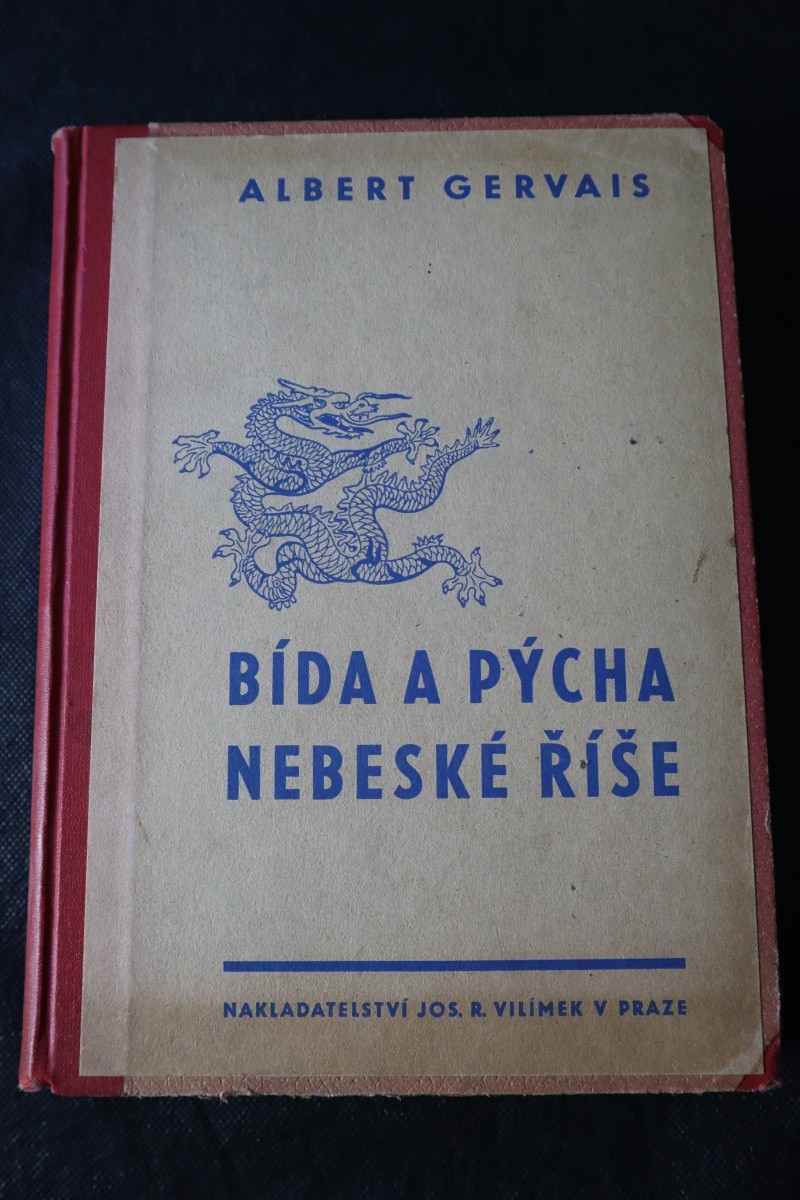 ALBERT GERVAIS
BÍDA A PÝCHA
NEBESKÉ ŘÍŠE
NAKLADATELSTVÍ JOS. R. VILÍMEK V PRAZE